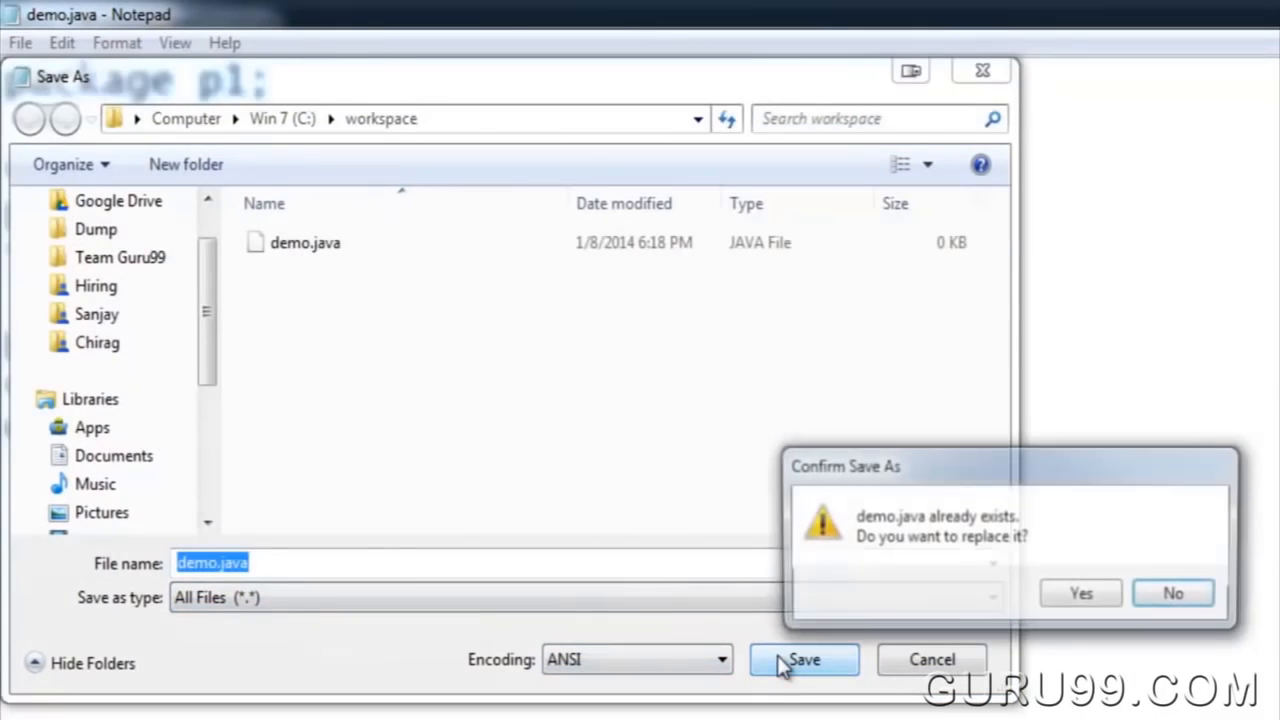 demo.java - Notepad
File Edit Format View Help
package p1;
Save As
Computer Win 7 (C:) workspace
Search workspace
Organize New folder
Name Date modified Type Size
demo.java 1/8/2014 6:18 PM JAVA File 0 KB
Google Drive
Dump
Team Guru99
Hiring
Sanjay
Chirag
Libraries
Apps
Documents
Music
Pictures
Confirm Save As
demo.java already exists.
Do you want to replace it?
Yes No
File name: demo.java
Save as type: All Files (*.*)
Hide Folders
Encoding: ANSI
Save Cancel
GURU99.COM